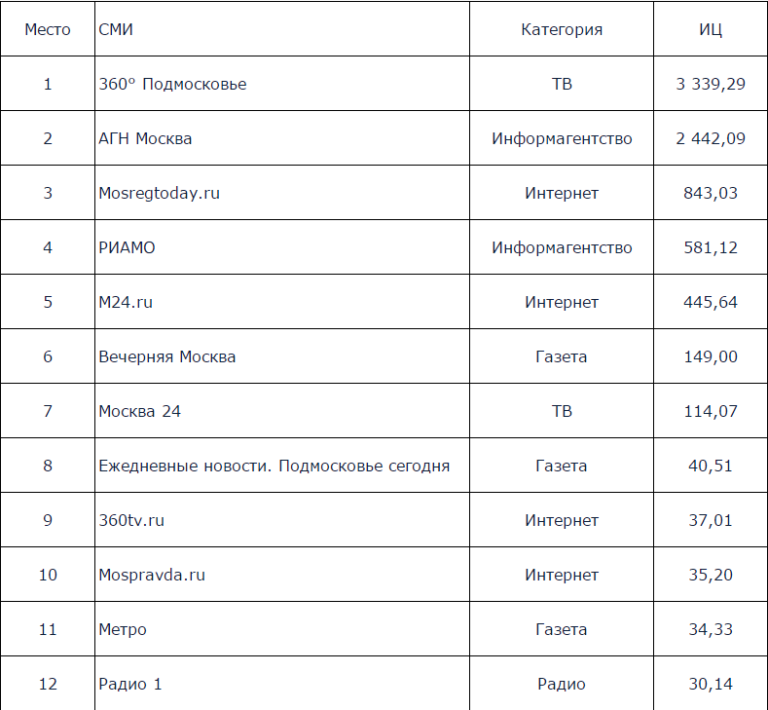 Место СМИ Категория ИЦ
1 360° Подмосковье ТВ 3 339,29
2 АГН Москва Информагентство 2 442,09
3 Mosregtoday.ru Интернет 843,03
4 РИАМО Информагентство 581,12
5 M24.ru Интернет 445,64
6 Вечерняя Москва Газета 149,00
7 Москва 24 ТВ 114,07
8 Ежедневные новости. Подмосковье сегодня Газета 40,51
9 360tv.ru Интернет 37,01
10 Mospravda.ru Интернет 35,20
11 Метро Газета 34,33
12 Радио 1 Радио 30,14